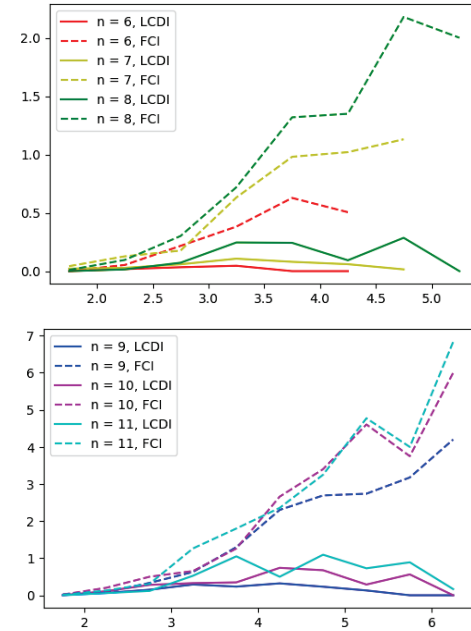 2.0
1.5
1.0
0.5
0.0
n = 6, LCDI
n = 6, FCI
n = 7, LCDI
n = 7, FCI
n = 8, LCDI
n = 8, FCI
2.0 2.5 3.0 3.5 4.0 4.5 5.0
7
6
5
4
3
2
1
0
n = 9, LCDI
n = 9, FCI
n = 10, LCDI
n = 10, FCI
n = 11, LCDI
n = 11, FCI
2 3 4 5 6